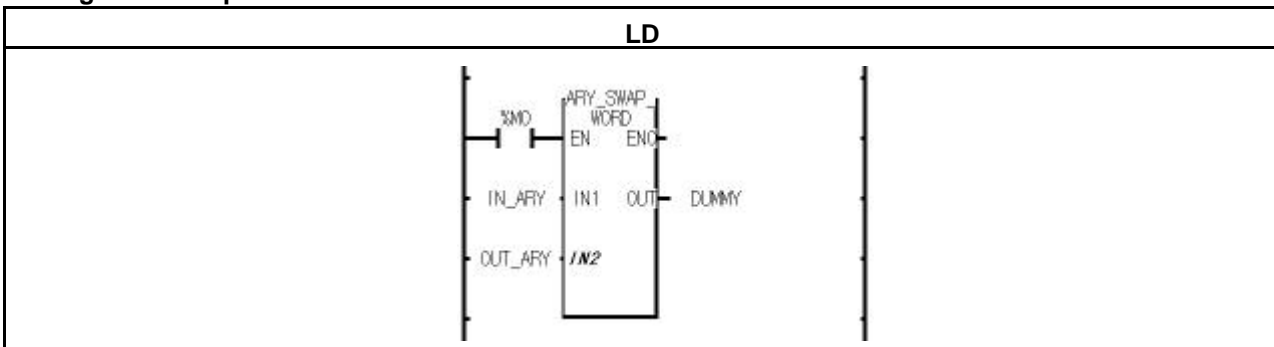 LD
ARY_SWAP_
%M0 WORD
EN ENO
IN_ARY IN1 OUT DUMMY
OUT_ARY IN2